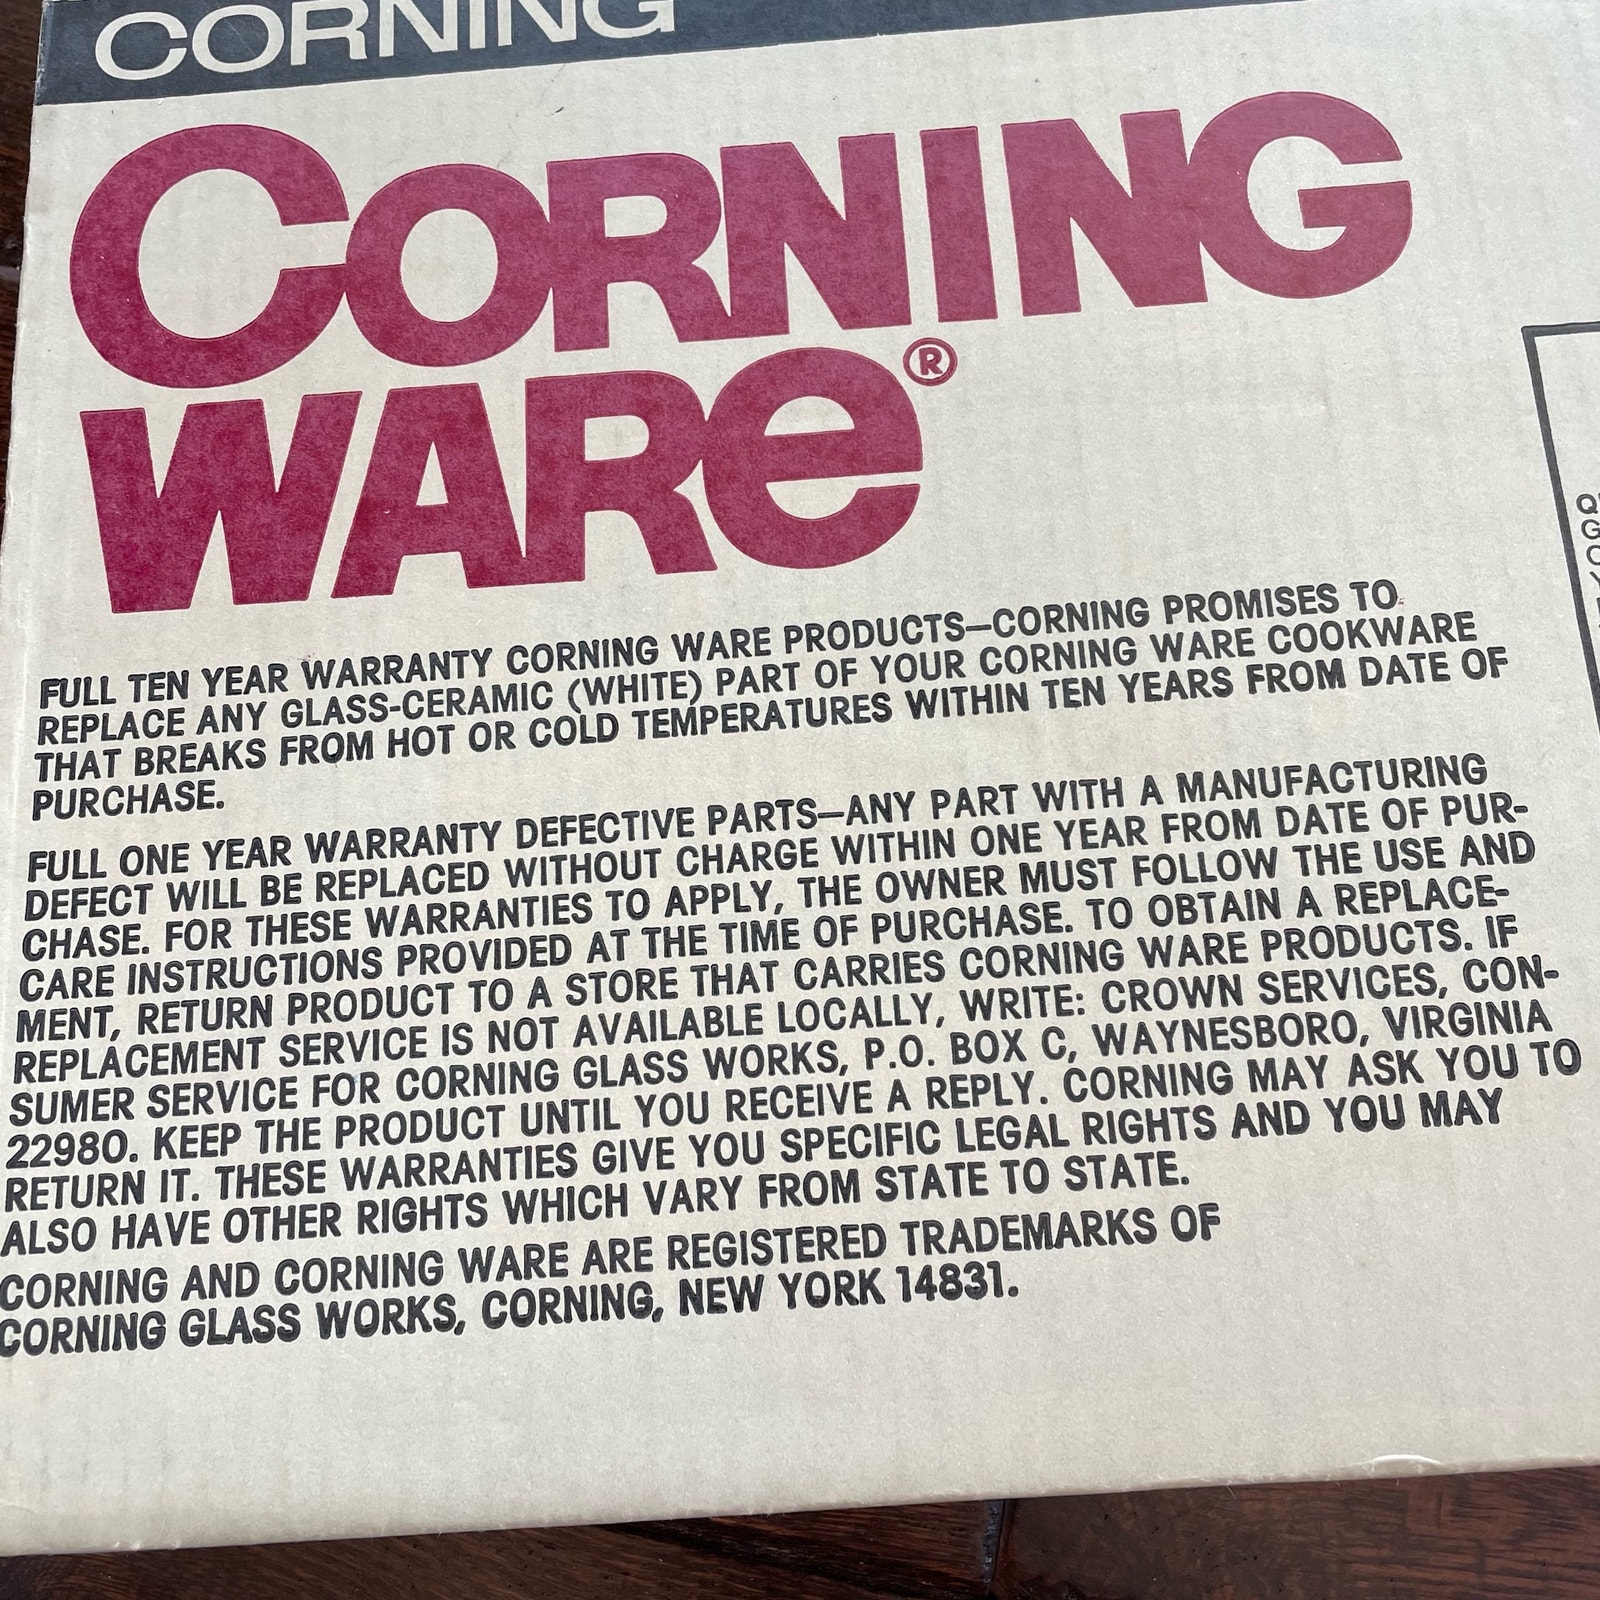 CORNING
CORNING
WARE®
FULL TEN YEAR WARRANTY CORNING WARE PRODUCTS—CORNING PROMISES TO
REPLACE ANY GLASS-CERAMIC (WHITE) PART OF YOUR CORNING WARE COOKWARE
THAT BREAKS FROM HOT OR COLD TEMPERATURES WITHIN TEN YEARS FROM DATE OF
PURCHASE.
FULL ONE YEAR WARRANTY DEFECTIVE PARTS—ANY PART WITH A MANUFACTURING
DEFECT WILL BE REPLACED WITHOUT CHARGE WITHIN ONE YEAR FROM DATE OF PUR-
CHASE. FOR THESE WARRANTIES TO APPLY, THE OWNER MUST FOLLOW THE USE AND
CARE INSTRUCTIONS PROVIDED AT THE TIME OF PURCHASE. TO OBTAIN A REPLACE-
MENT, RETURN PRODUCT TO A STORE THAT CARRIES CORNING WARE PRODUCTS. IF
REPLACEMENT SERVICE IS NOT AVAILABLE LOCALLY, WRITE: CROWN SERVICES, CON-
SUMER SERVICE FOR CORNING GLASS WORKS, P.O. BOX C, WAYNESBORO, VIRGINIA
22980. KEEP THE PRODUCT UNTIL YOU RECEIVE A REPLY. CORNING MAY ASK YOU TO
RETURN IT. THESE WARRANTIES GIVE YOU SPECIFIC LEGAL RIGHTS AND YOU MAY
ALSO HAVE OTHER RIGHTS WHICH VARY FROM STATE TO STATE.
CORNING AND CORNING WARE ARE REGISTERED TRADEMARKS OF
CORNING GLASS WORKS, CORNING, NEW YORK 14831.